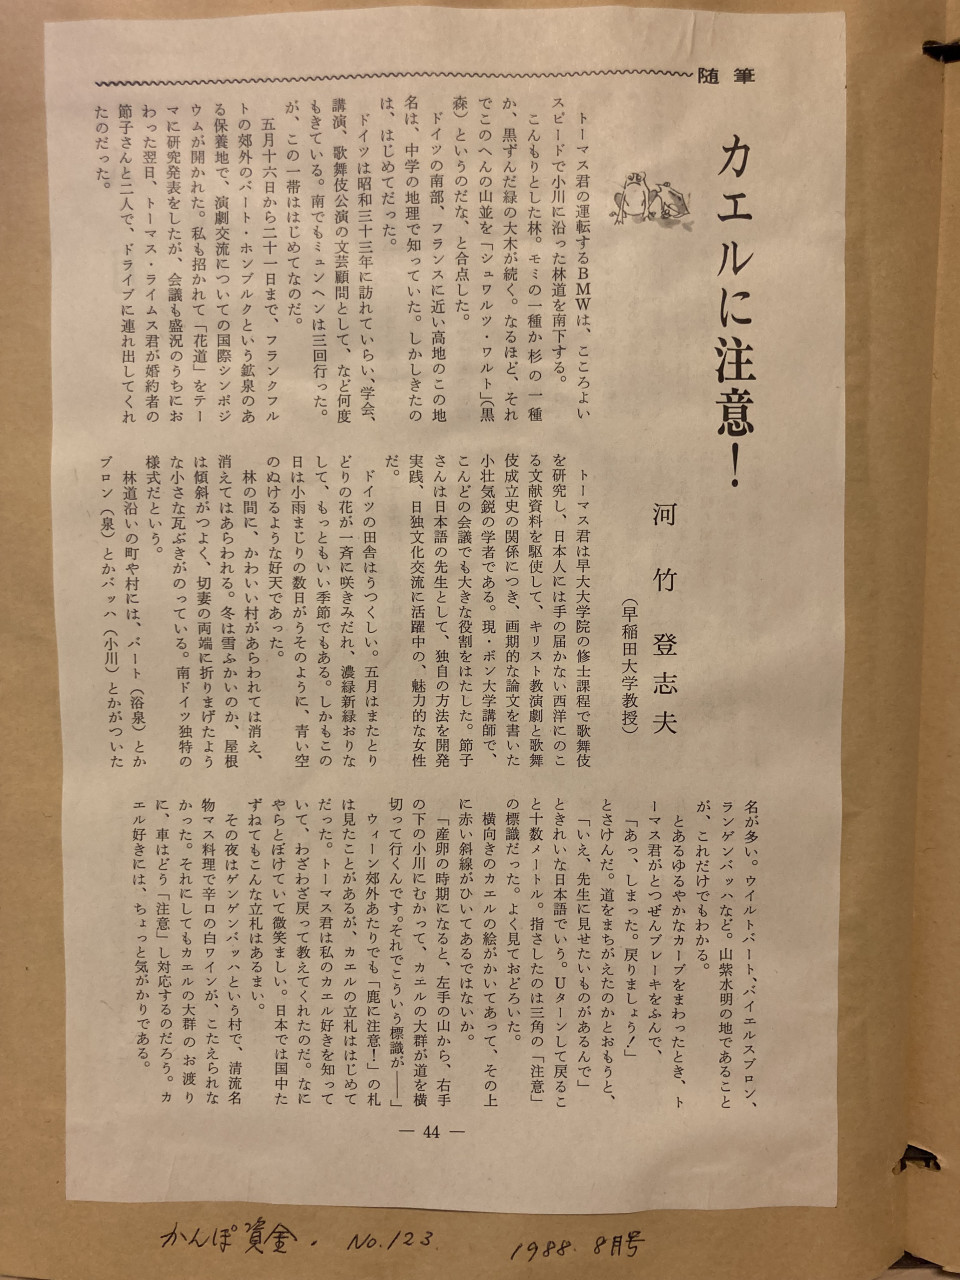 随筆
カエルに注意!
河竹登志夫
(早稲田大学教授)
トーマス君の運転するBMWは、こころよい
スピードで小川に沿った林道を南下する。
こんもりとした林。モミの一種か杉の一種
か、黒ずんだ緑の大木が続く。なるほど、それ
でこのへんの山並を「シュワルツ・ワルト」(黒
森)というのだな、と合点した。
ドイツの南部、フランスに近い高地のこの地
名は、中学の地理で知っていた。しかしきたの
は、はじめてだった。
ドイツは昭和三十三年に訪れていらい、学会、
講演、歌舞伎公演の文芸顧問として、など何度
もきている。南でもミュンヘンは三回行った。
が、この一帯ははじめてなのだ。
五月十六日から二十一日まで、フランクフル
トの郊外のバート・ホンブルクという鉱泉のあ
る保養地で、演劇交流についての国際シンポジ
ウムが開かれた。私も招かれて「花道」をテー
マに研究発表をしたが、会議も盛況のうちにお
わった翌日、トーマス・ライムス君が婚約者の
節子さんと二人で、ドライブに連れ出してくれ
たのだった。
トーマス君は早大大学院の修士課程で歌舞伎
を研究し、日本人には手の届かない西洋にのこ
る文献資料を駆使して、キリスト教演劇と歌舞
伎成立史の関係につき、画期的な論文を書いた
小壮気鋭の学者である。現・ボン大学講師で、
こんどの会議でも大きな役割をはたした。節子
さんは日本語の先生として、独自の方法を開発
実践、日独文化交流に活躍中の、魅力的な女性
だ。
ドイツの田舎はうつくしい。五月はまたとり
どりの花が一斉に咲きみだれ、濃緑新緑おりな
して、もっともいい季節でもある。しかもこの
日は小雨まじりの数日がうそのように、青い空
のぬけるような好天であった。
林の間に、かわいい村があらわれては消え、
消えてはあらわれる。冬は雪ふかいのか、屋根
は傾斜がつよく、切妻の両端に折りまげたよう
な小さな瓦ぶきがのっている。南ドイツ独特の
様式だという。
林道沿いの町や村には、バート(浴泉)とか
ブロン(泉)とかバッハ(小川)とかがついた
名が多い。ウイルトバート、バイエルスブロン、
ランゲンバッハなど。山紫水明の地であること
が、これだけでもわかる。
とあるゆるやかなカーブをまわったとき、ト
ーマス君がとつぜんブレーキをふんで、
「あっ、しまった。戻りましょう!」
とさけんだ。道をまちがえたのかとおもうと、
「いえ、先生に見せたいものがあるんで」
ときれいな日本語でいう。Uターンして戻るこ
と十数メートル。指さしたのは三角の「注意」
の標識だった。よく見ておどろいた。
横向きのカエルの絵がかいてあって、その上
に赤い斜線がひいてあるではないか。
「産卵の時期になると、左手の山から、右手
の下の小川にむかって、カエルの大群が道を横
切って行くんです。それでこういう標識が――」
ウィーン郊外あたりでも「鹿に注意!」の札
は見たことがあるが、カエルの立札ははじめて
だった。トーマス君は私のカエル好きを知って
いて、わざわざ戻って教えてくれたのだ。なに
やらとぼけていて微笑ましい。日本では国中た
ずねてもこんな立札はあるまい。
その夜はゲンゲンバッハという村で、清流名
物マス料理で辛口の白ワインが、こたえられな
かった。それにしてもカエルの大群のお渡り
に、車はどう「注意」し対応するのだろう。カ
エル好きには、ちょっと気がかりである。
— 44 —
かんぽ資金. No.123 1988. 8月号